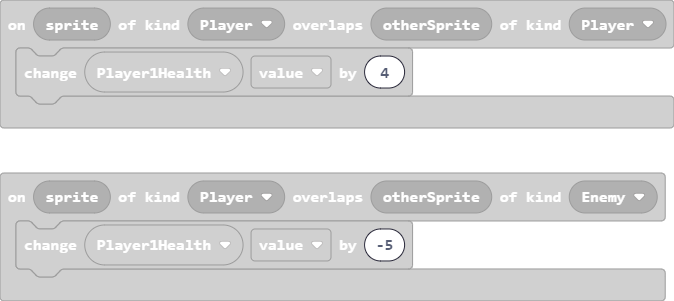 on sprite of kind Player overlaps otherSprite of kind Player
change Player1Health value by 4
on sprite of kind Player overlaps otherSprite of kind Enemy
change Player1Health value by -5